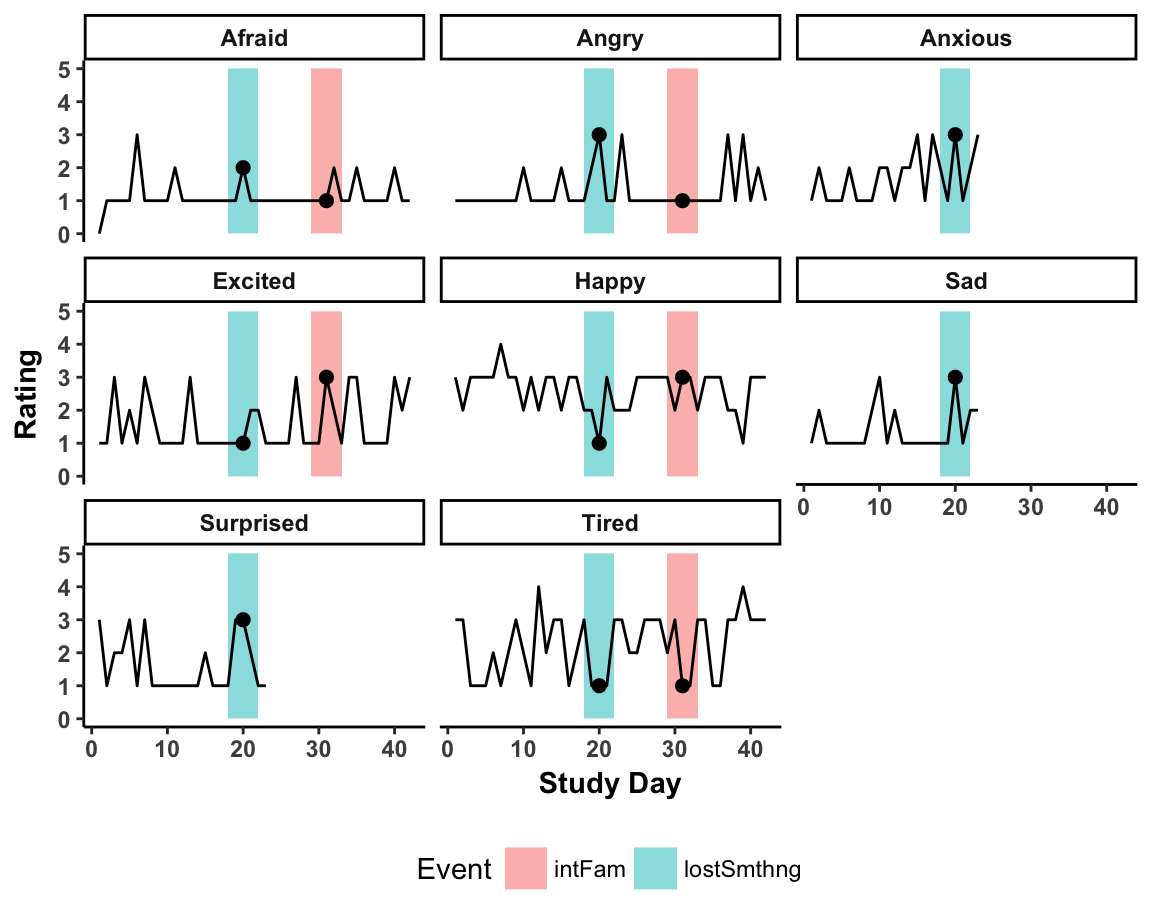 Afraid Angry Anxious
5
4
3
2
1
0
Excited Happy Sad
5
4
3
2
1
0
0 10 20 30 40
Surprised Tired
5
4
3
2
1
0
0 10 20 30 40 0 10 20 30 40
Rating
Study Day
Event intFam lostSmthng